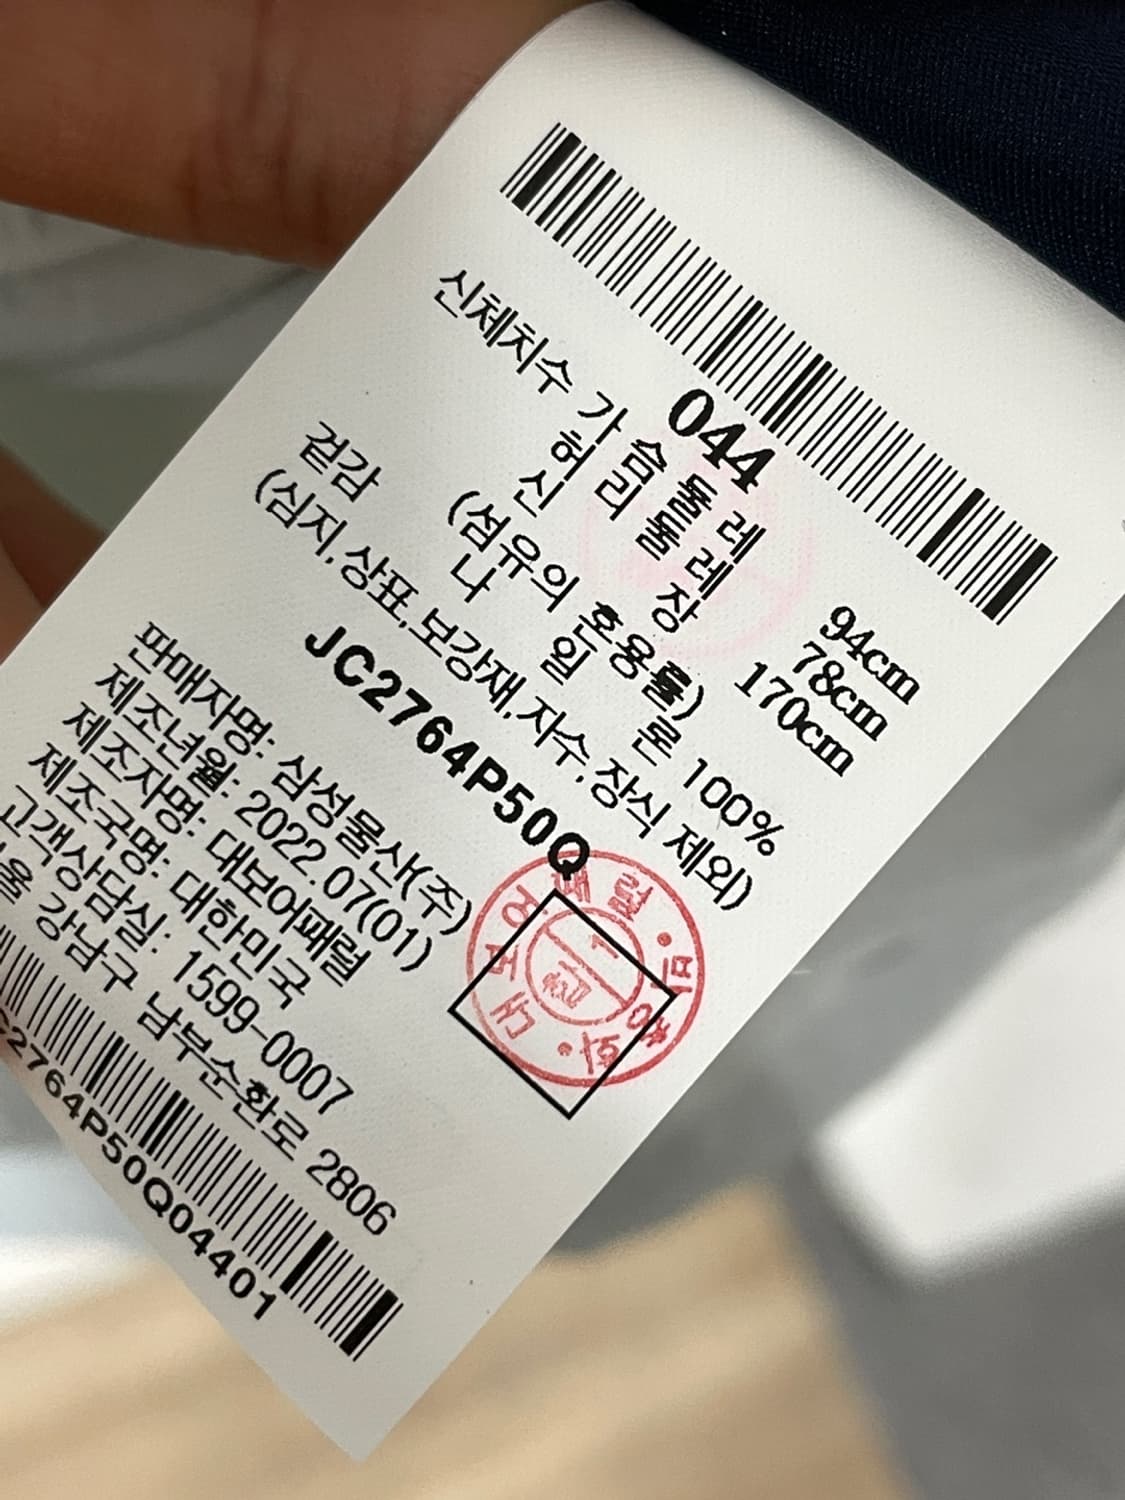 044
신체치수 가슴둘레 94cm
허리둘레 78cm
신장 170cm
(섬유의 혼용률)
겉감 나일론 100%
(심지,상표,보강재,자수,장식 제외)
JC2764P50Q
판매자명: 삼성물산(주)
제조년월: 2022.07(01)
제조자명: 대보어패럴
제조국명: 대한민국
고객상담실: 1599-0007
강남구 남부순환로 2806
2764P50Q04401